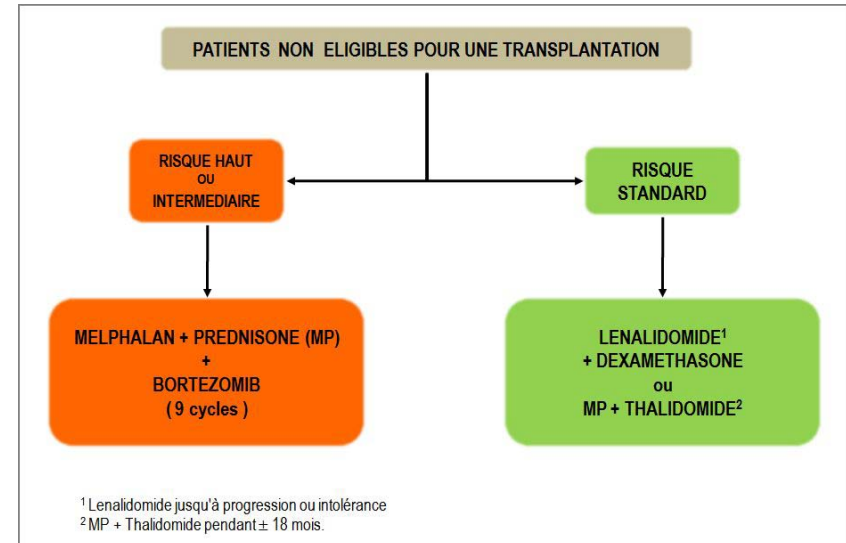 PATIENTS NON ELIGIBLES POUR UNE TRANSPLANTATION
RISQUE HAUT
OU
INTERMEDIAIRE
RISQUE
STANDARD
MELPHALAN + PREDNISONE (MP)
+
BORTEZOMIB
( 9 cycles )
LENALIDOMIDE¹
+ DEXAMETHASONE
ou
MP + THALIDOMIDE²
¹ Lenalidomide jusqu'à progression ou intolérance
² MP + Thalidomide pendant ± 18 mois.